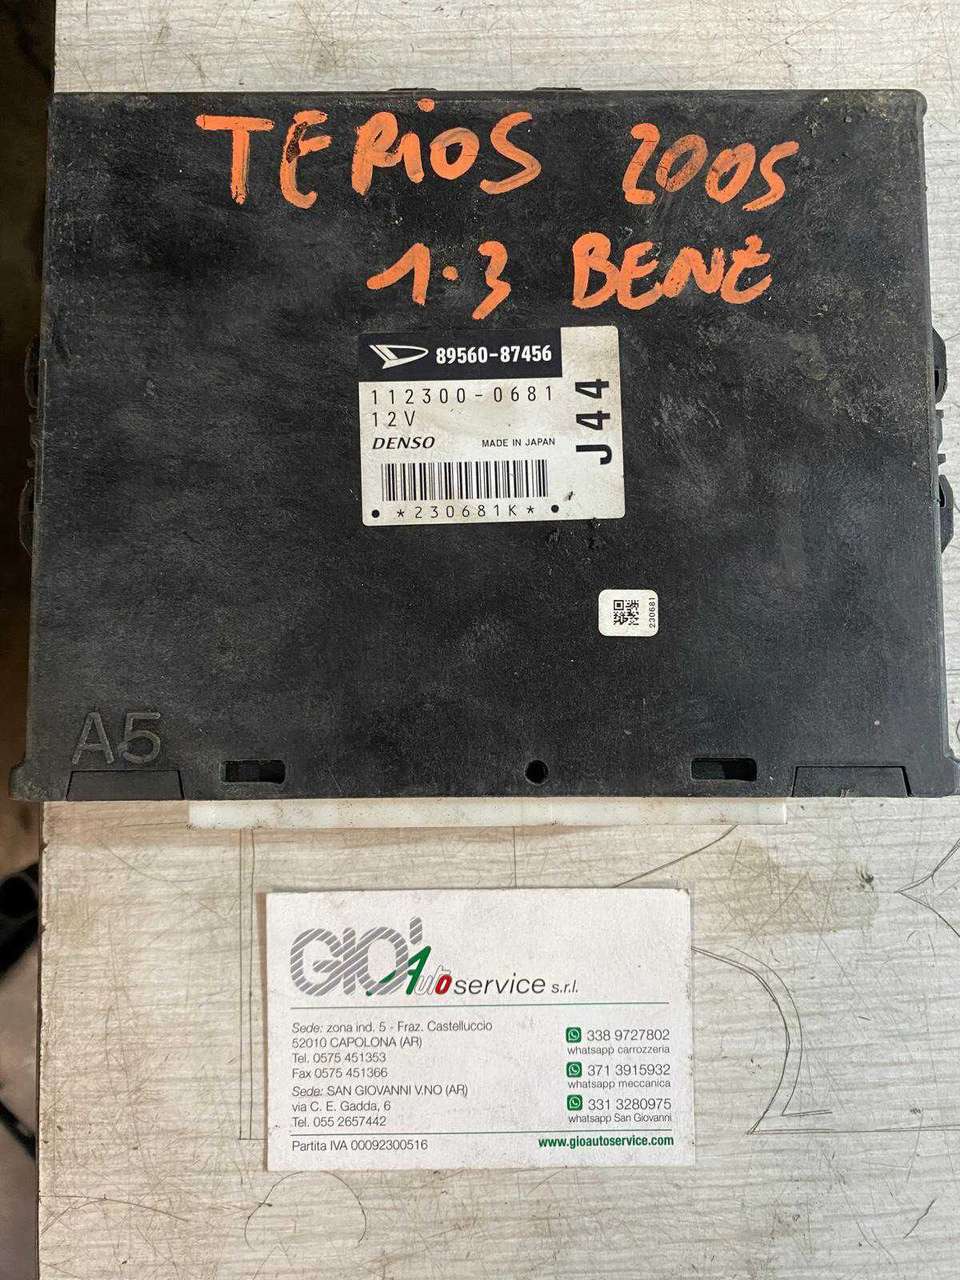 TERiOS 2005
1.3 BENZ
89560-87456
112300-0681
12V
DENSO MADE IN JAPAN
J44
*230681K*
230681
A5
GIO' Autoservice s.r.l.
Sede: zona ind. 5 - Fraz. Castelluccio
52010 CAPOLONA (AR)
Tel. 0575 451353
Fax 0575 451366
Sede: SAN GIOVANNI V.NO (AR)
via C. E. Gadda, 6
Tel. 055 2657442
Partita IVA 00092300516
338 9727802
whatsapp carrozzeria
371 3915932
whatsapp meccanica
331 3280975
whatsapp San Giovanni
www.gioautoservice.com